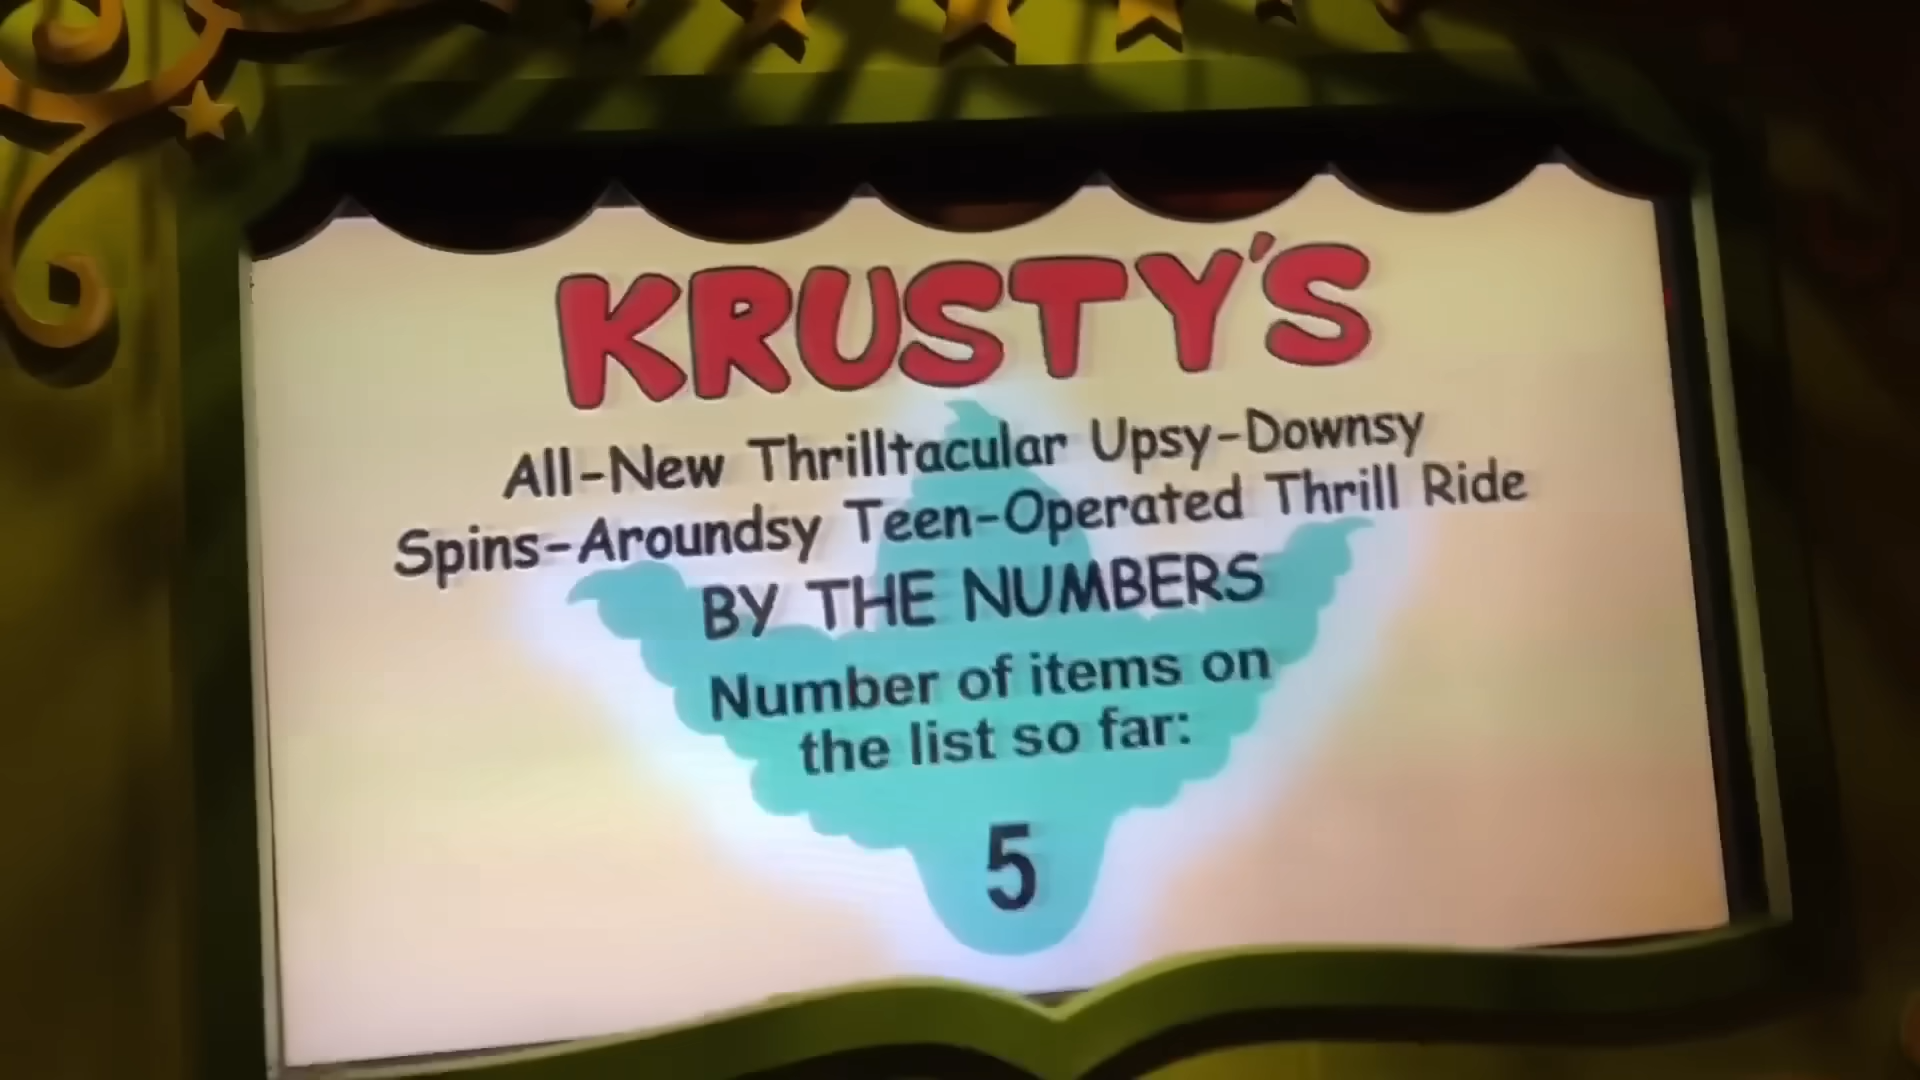 KRUSTY'S
All-New Thrilltacular Upsy-Downsy
Spins-Aroundsy Teen-Operated Thrill Ride
BY THE NUMBERS
Number of items on
the list so far:
5